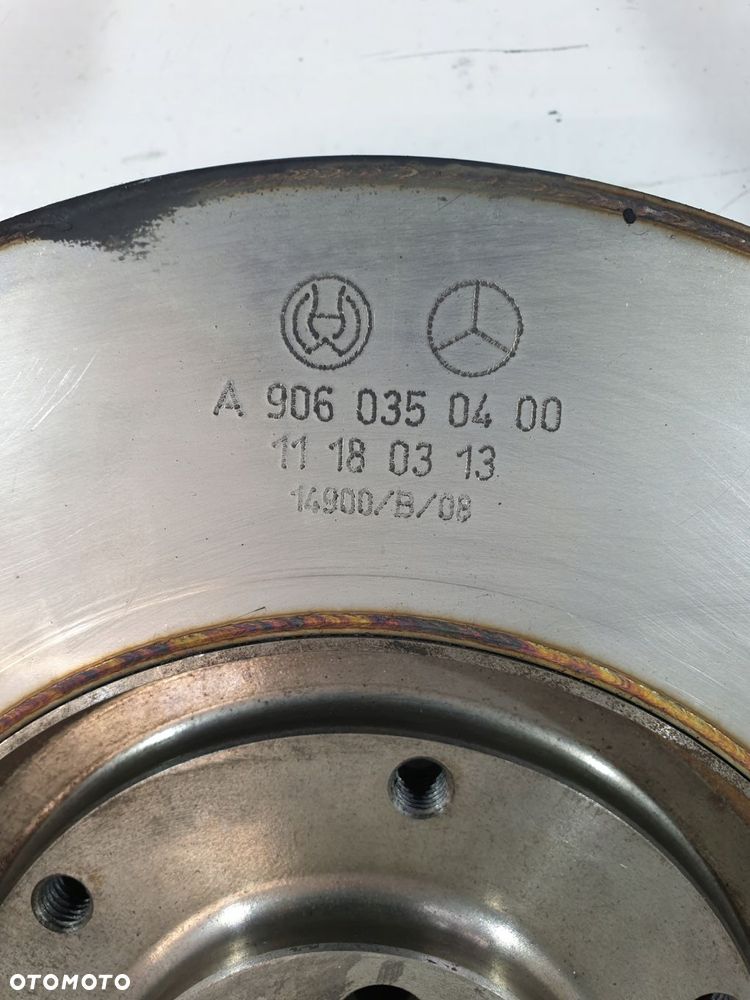 A 906 035 04 00
11 18 03 13
14900/B/08
OTOMOTO